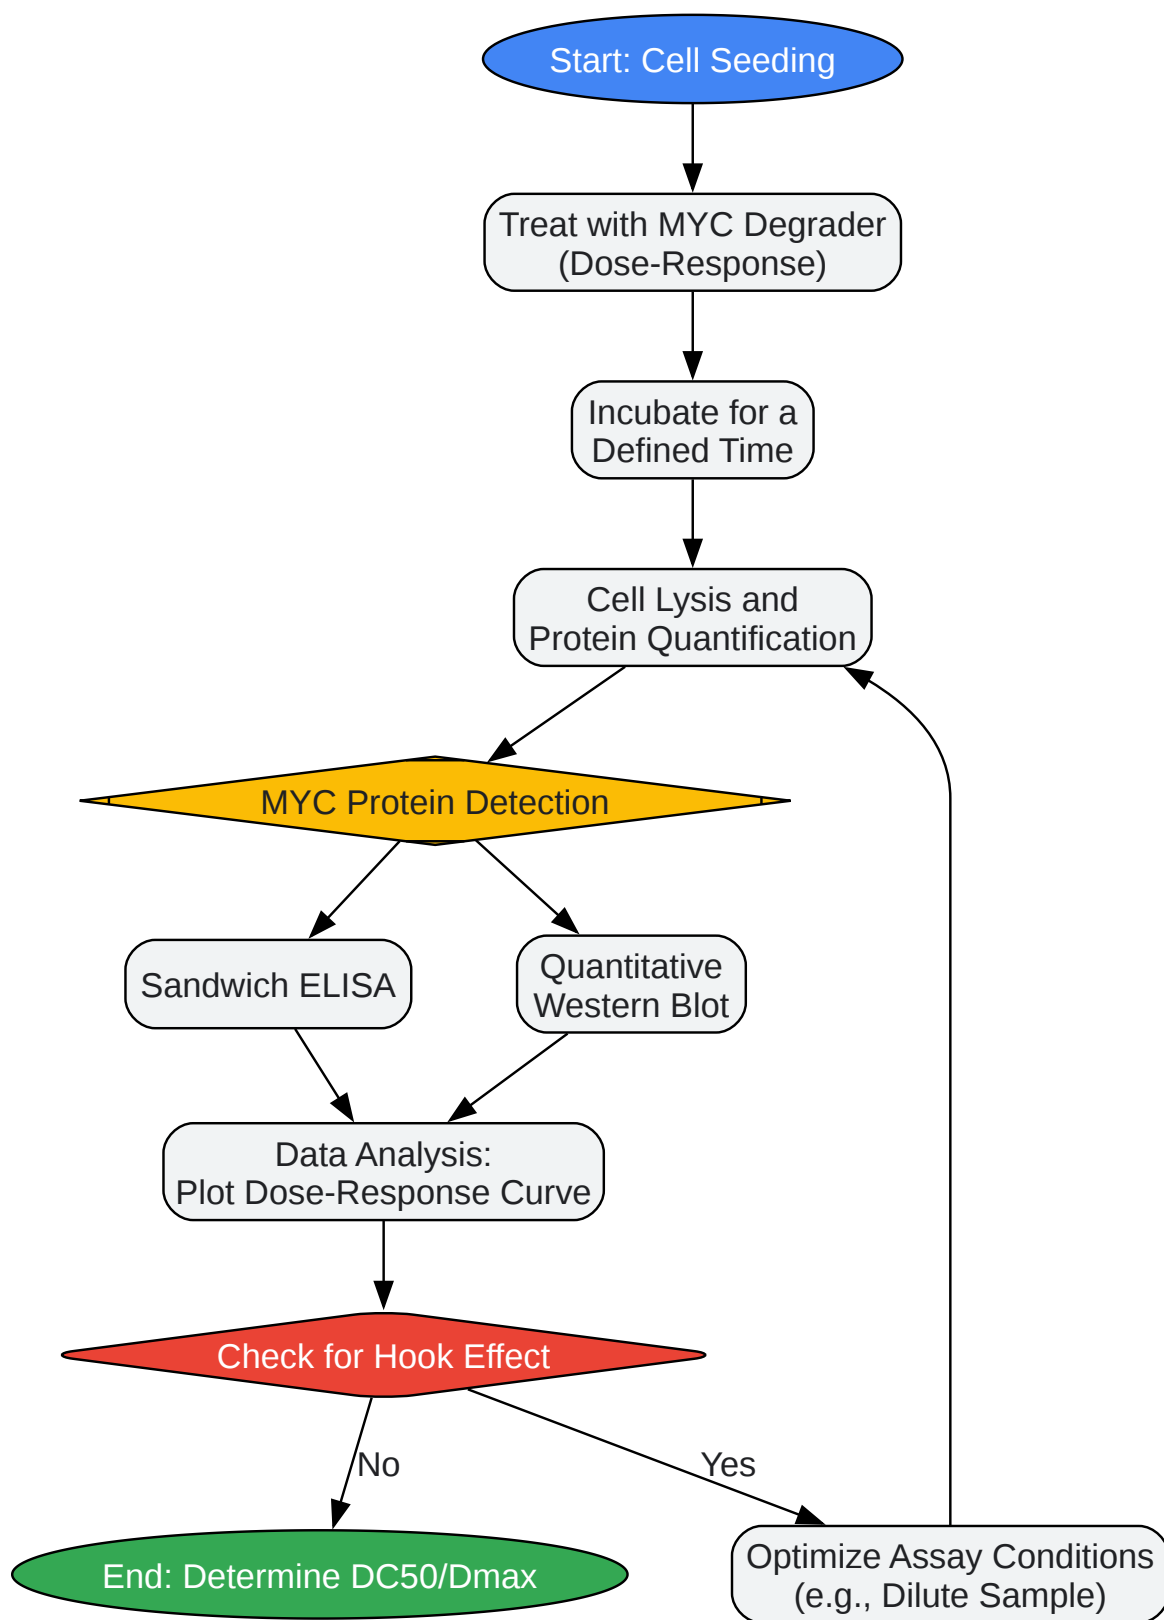 Start: Cell Seeding
Treat with MYC Degrader
(Dose-Response)
Incubate for a
Defined Time
Cell Lysis and
Protein Quantification
MYC Protein Detection
Sandwich ELISA
Quantitative
Western Blot
Data Analysis:
Plot Dose-Response Curve
Check for Hook Effect
No
Yes
End: Determine DC50/Dmax
Optimize Assay Conditions
(e.g., Dilute Sample)